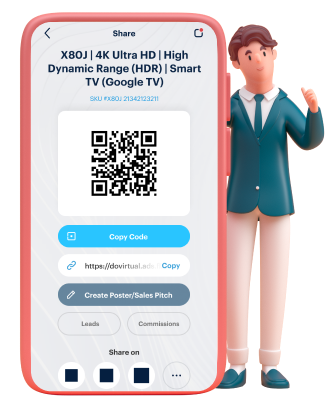 Share
X80J | 4K Ultra HD | High
Dynamic Range (HDR) | Smart
TV (Google TV)
SKU #X80J 21342123211
Copy Code
https://dovirtual.ad Copy
Create Poster/Sales Pitch
Leads Commissions
Share on